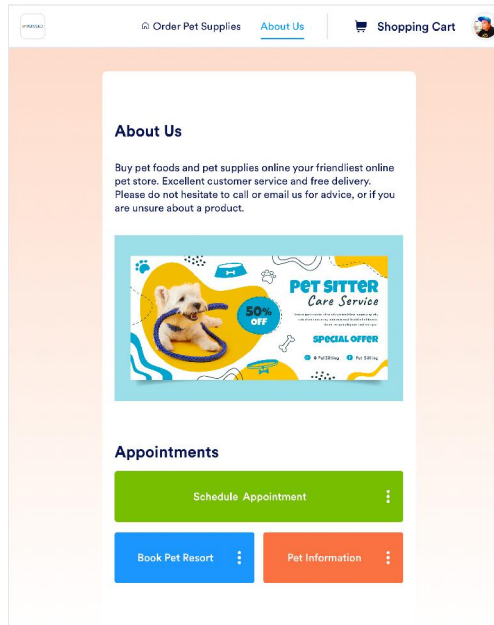 Order Pet Supplies
About Us
Shopping Cart
About Us
Buy pet foods and pet supplies online your friendliest online
pet store. Excellent customer service and free delivery.
Please do not hesitate to call or email us for advice, or if you
are unsure about a product.
PET SITTER
Care Service
50%
OFF
SPECIAL OFFER
Pet Sitting
Appointments
Schedule Appointment
Book Pet Resort
Pet Information